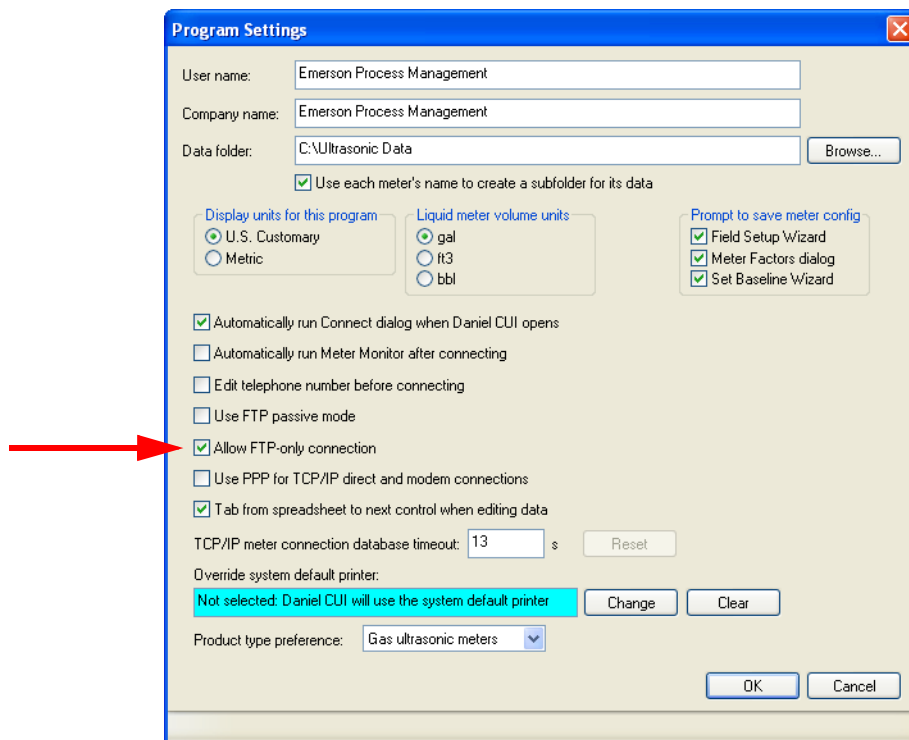 Program Settings
User name: Emerson Process Management
Company name: Emerson Process Management
Data folder: C:\Ultrasonic Data Browse...
Use each meter's name to create a subfolder for its data
Display units for this program Liquid meter volume units Prompt to save meter config
U.S. Customary gal Field Setup Wizard
Metric ft3 Meter Factors dialog
bbl Set Baseline Wizard
Automatically run Connect dialog when Daniel CUI opens
Automatically run Meter Monitor after connecting
Edit telephone number before connecting
Use FTP passive mode
Allow FTP-only connection
Use PPP for TCP/IP direct and modem connections
Tab from spreadsheet to next control when editing data
TCP/IP meter connection database timeout: 13 s Reset
Override system default printer:
Not selected: Daniel CUI will use the system default printer Change Clear
Product type preference: Gas ultrasonic meters
OK Cancel